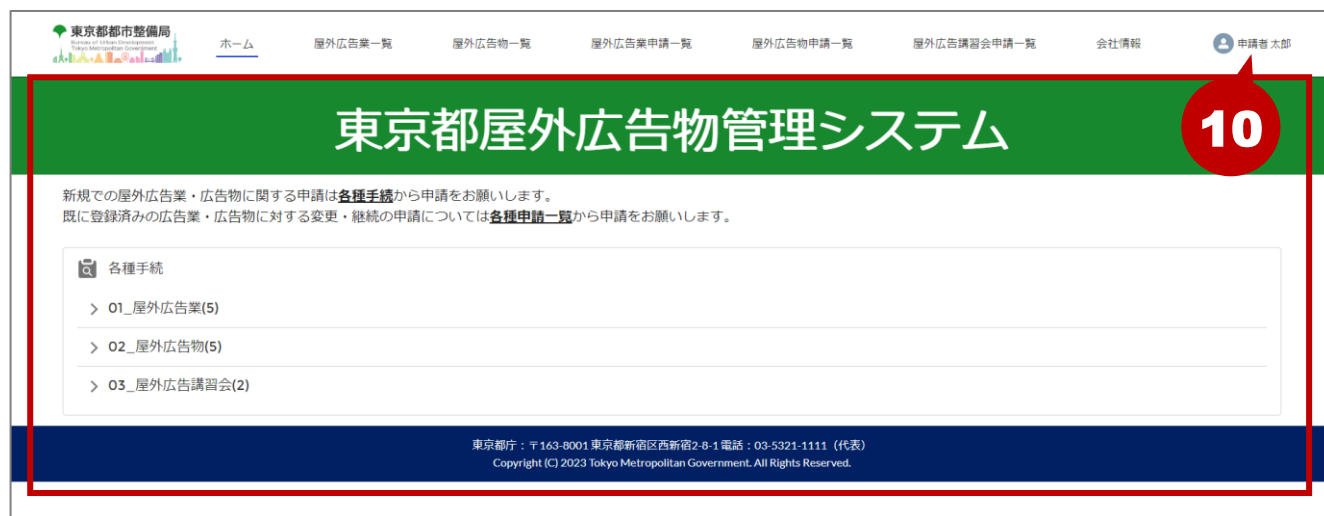 東京都都市整備局
Bureau of Urban Development
Tokyo Metropolitan Government
ホーム
屋外広告業一覧
屋外広告物一覧
屋外広告業申請一覧
屋外広告物申請一覧
屋外広告講習会申請一覧
会社情報
申請者 太郎
10
東京都屋外広告物管理システム
新規での屋外広告業・広告物に関する申請は各種手続から申請をお願いします。
既に登録済みの広告業・広告物に対する変更・継続の申請については各種申請一覧から申請をお願いします。
各種手続
01_屋外広告業(5)
02_屋外広告物(5)
03_屋外広告講習会(2)
東京都庁：〒163-8001 東京都新宿区西新宿2-8-1 電話：03-5321-1111（代表）
Copyright (C) 2023 Tokyo Metropolitan Government. All Rights Reserved.